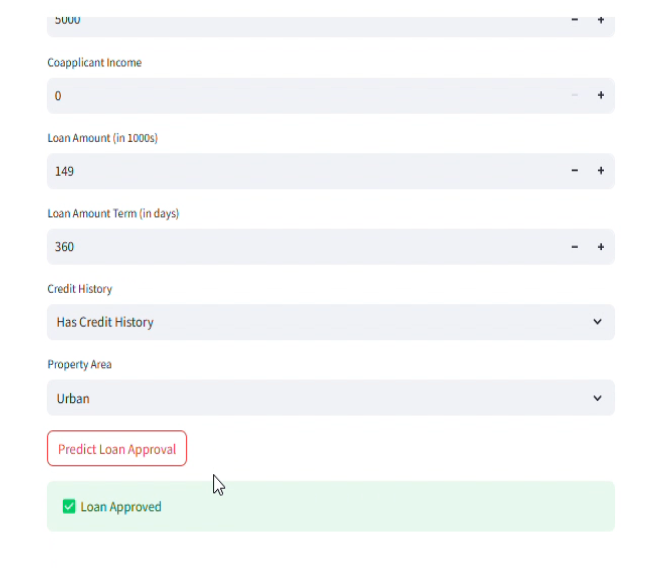 5000
Coapplicant Income
0
Loan Amount (in 1000s)
149
Loan Amount Term (in days)
360
Credit History
Has Credit History
Property Area
Urban
Predict Loan Approval
Loan Approved